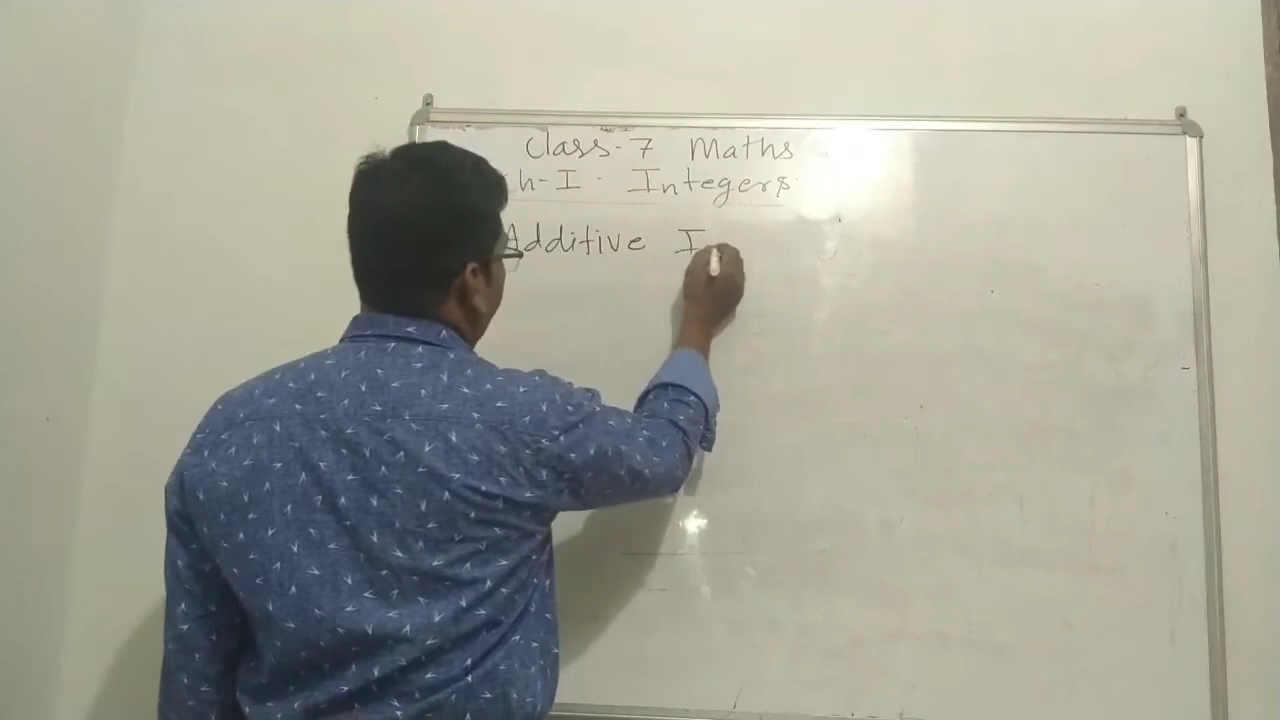 Class-7 Maths
h-I - Integers
Additive I